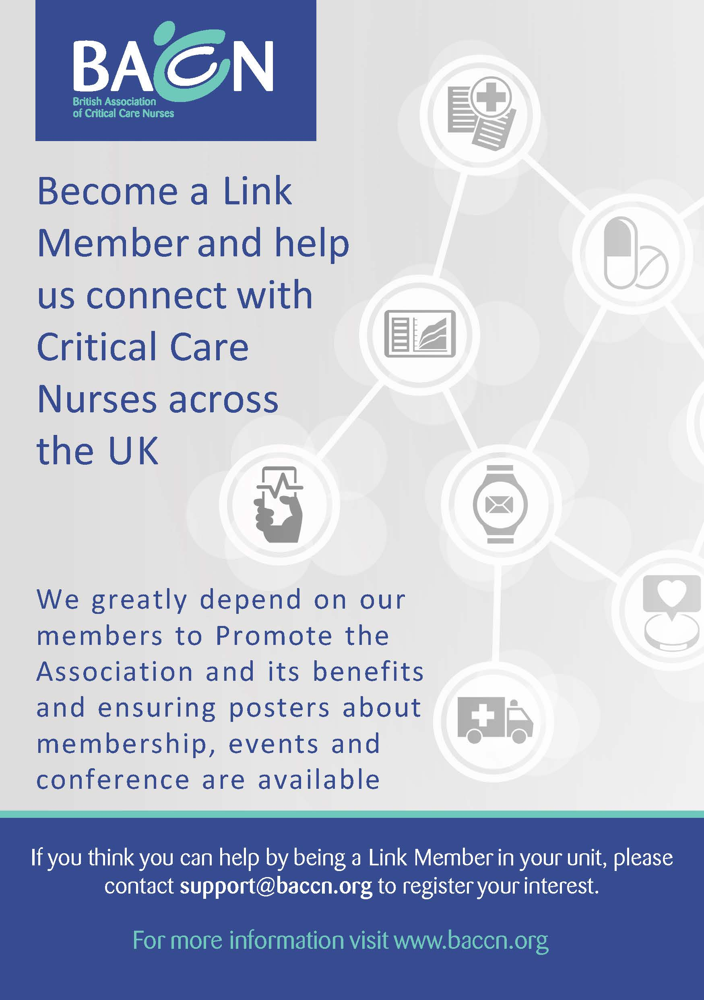 BACCN
British Association
of Critical Care Nurses
Become a Link
Member and help
us connect with
Critical Care
Nurses across
the UK
We greatly depend on our
members to Promote the
Association and its benefits
and ensuring posters about
membership, events and
conference are available
If you think you can help by being a Link Member in your unit, please
contact support@baccn.org to register your interest.
For more information visit www.baccn.org